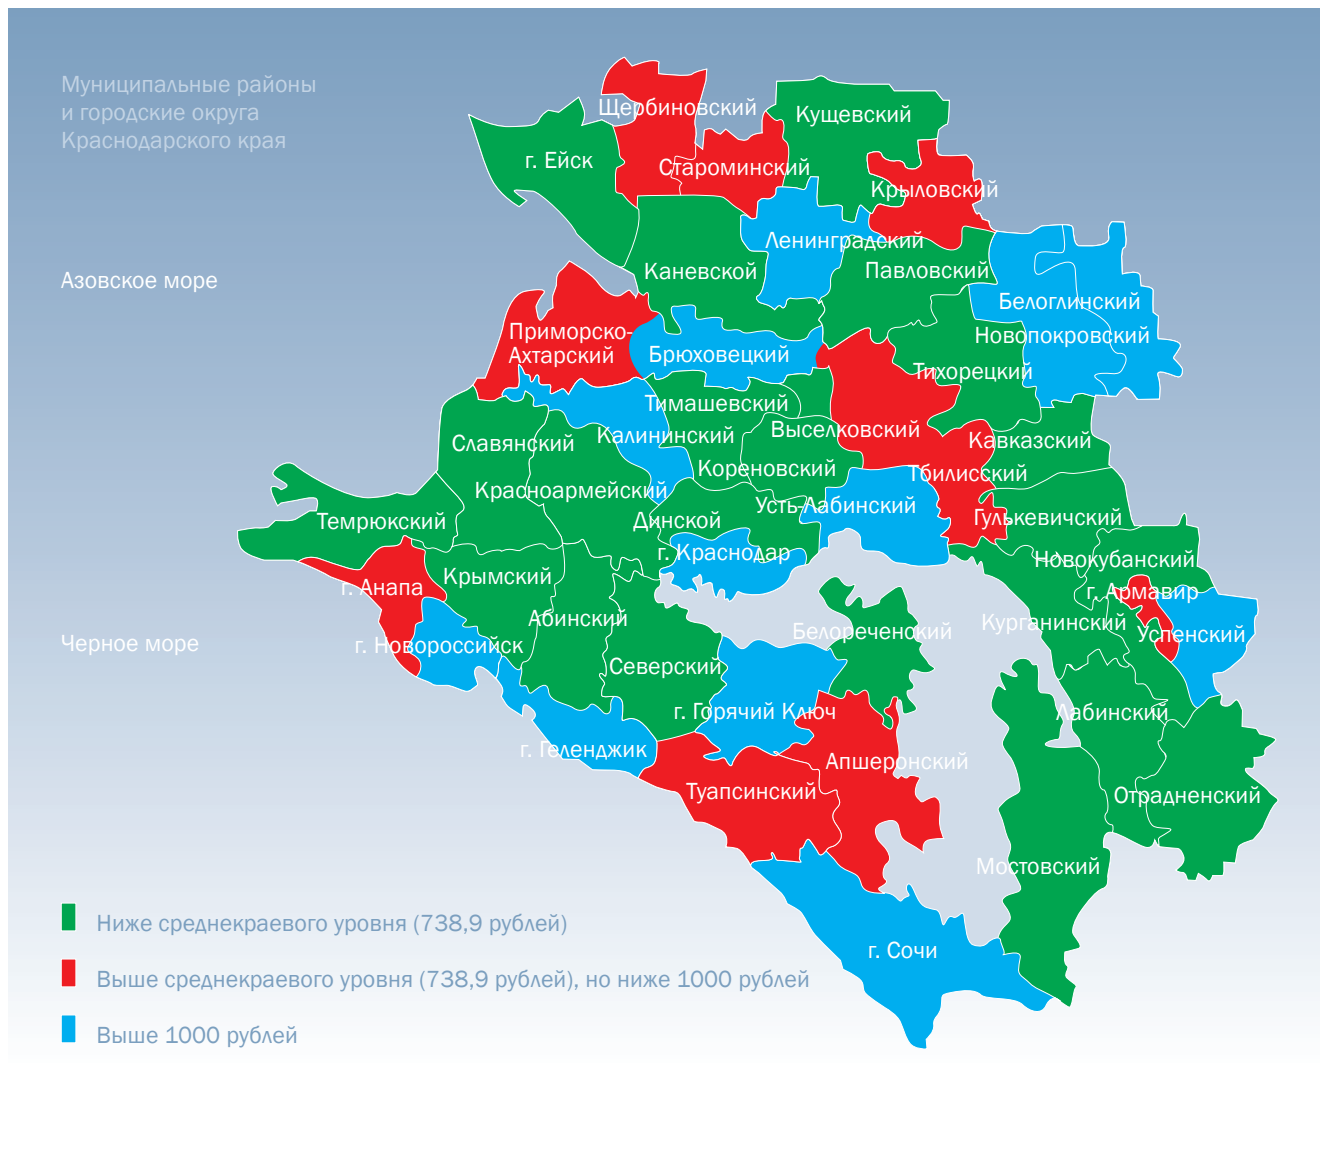 Муниципальные районы
и городские округа
Краснодарского края
Щербиновский
Кущевский
г. Ейск
Староминский
Крыловский
Ленинградский
Каневской
Павловский
Азовское море
Белоглинский
Приморско-
Ахтарский
Новопокровский
Брюховецкий
Тихорецкий
Тимашевский
Выселковский
Калининский
Славянский
Кавказский
Кореновский
Тбилисский
Красноармейский
Усть-Лабинский
Темрюкский
Динской
Гулькевичский
г. Краснодар
Новокубанский
Крымский
г. Анапа
г. Армавир
Абинский
Курганинский
Белореченский
Успенский
Черное море
г. Новороссийск
Северский
г. Горячий Ключ
Лабинский
г. Геленджик
Апшеронский
Туапсинский
Отрадненский
Мостовский
г. Сочи
Ниже среднекраевого уровня (738,9 рублей)
Выше среднекраевого уровня (738,9 рублей), но ниже 1000 рублей
Выше 1000 рублей